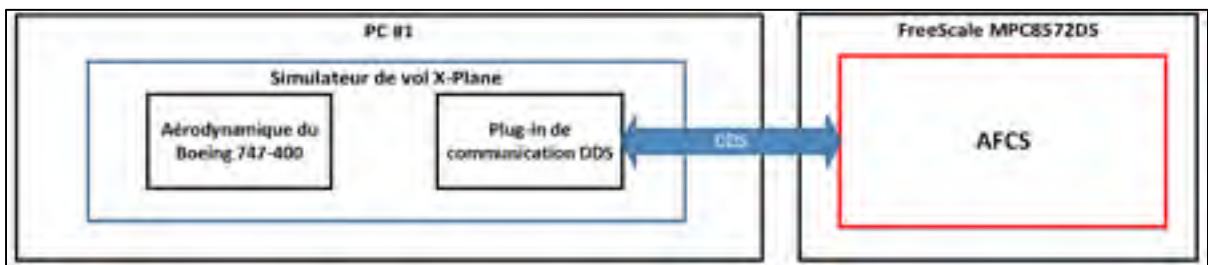 PC #1
Simulateur de vol X-Plane
Aérodynamique du
Boeing 747-400
Plug-in de
communication DDS
DDS
FreeScale MPC8572DS
AFCS